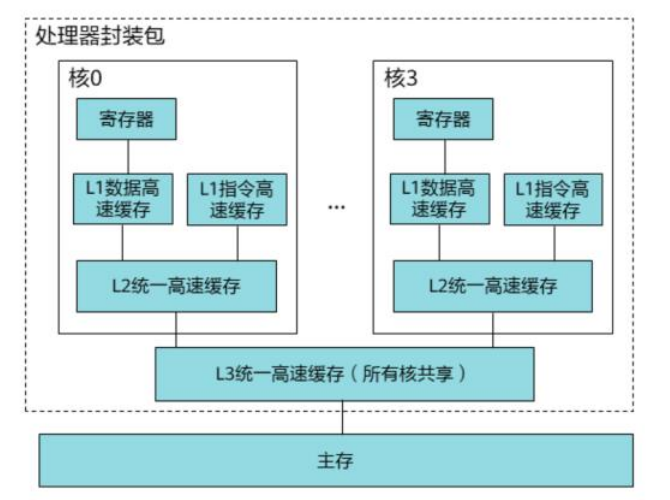 处理器封装包
核0
核3
寄存器
寄存器
L1数据高
速缓存
L1指令高
速缓存
...
L1数据高
速缓存
L1指令高
速缓存
L2统一高速缓存
L2统一高速缓存
L3统一高速缓存（所有核共享）
主存